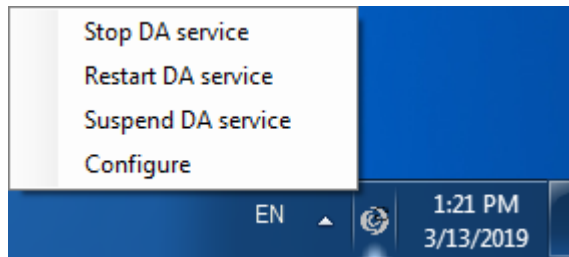 Stop DA service
Restart DA service
Suspend DA service
Configure
EN
1:21 PM
3/13/2019